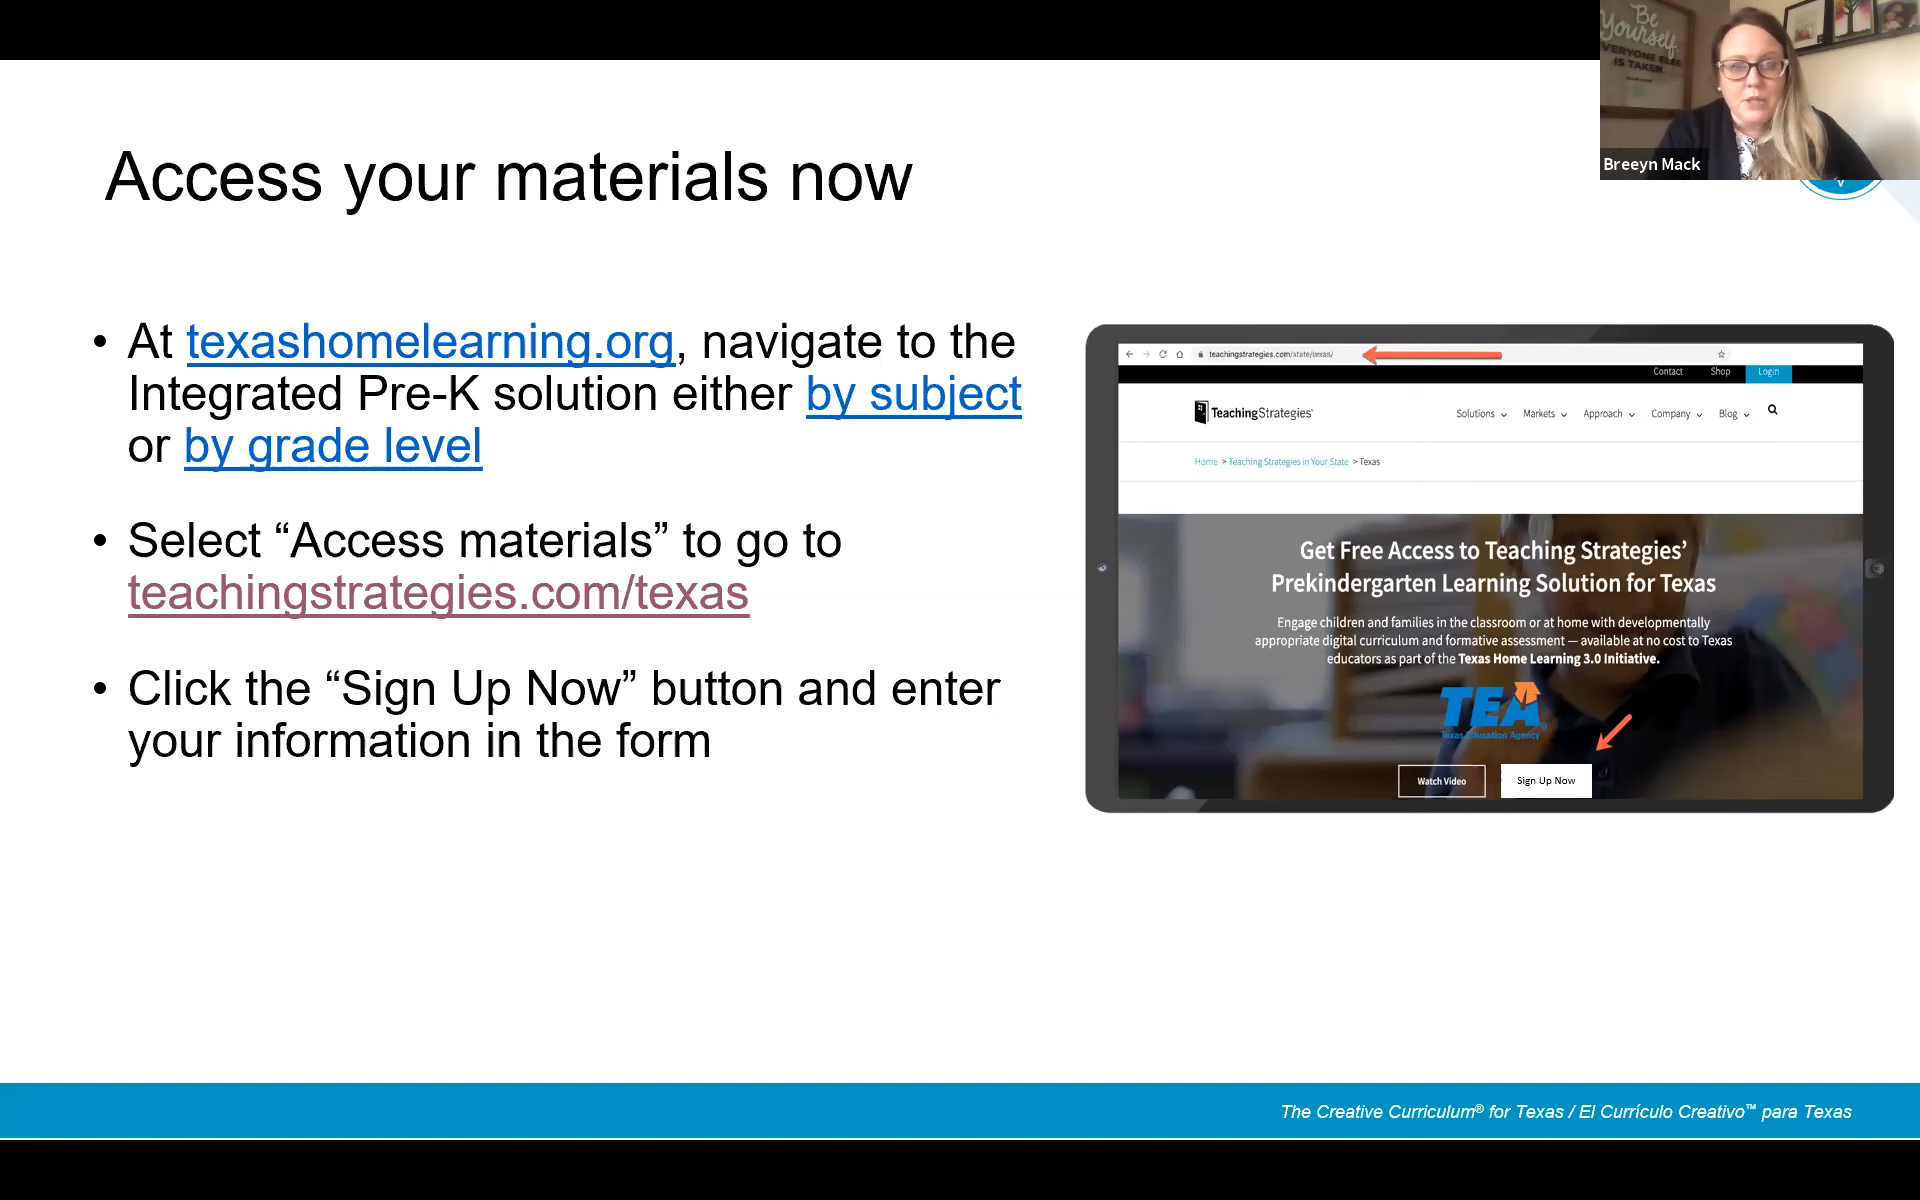 Be
Yourself.
EVERYONE ELSE
IS TAKEN
Breeyn Mack
Access your materials now
• At texashomelearning.org, navigate to the
Integrated Pre-K solution either by subject
or by grade level
• Select “Access materials” to go to
teachingstrategies.com/texas
• Click the “Sign Up Now” button and enter
your information in the form
teachingstrategies.com/state/texas/
Contact Shop Login
TeachingStrategies®
Solutions Markets Approach Company Blog
Home > Teaching Strategies in Your State > Texas
Get Free Access to Teaching Strategies’
Prekindergarten Learning Solution for Texas
Engage children and families in the classroom or at home with developmentally
appropriate digital curriculum and formative assessment — available at no cost to Texas
educators as part of the Texas Home Learning 3.0 Initiative.
TEA
Texas Education Agency
Watch Video Sign Up Now
The Creative Curriculum® for Texas / El Currículo Creativo™ para Texas